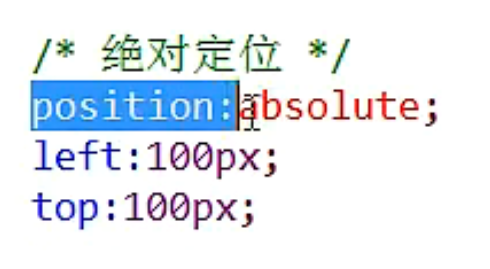 /* 绝对定位 */
position:absolute;
left:100px;
top:100px;